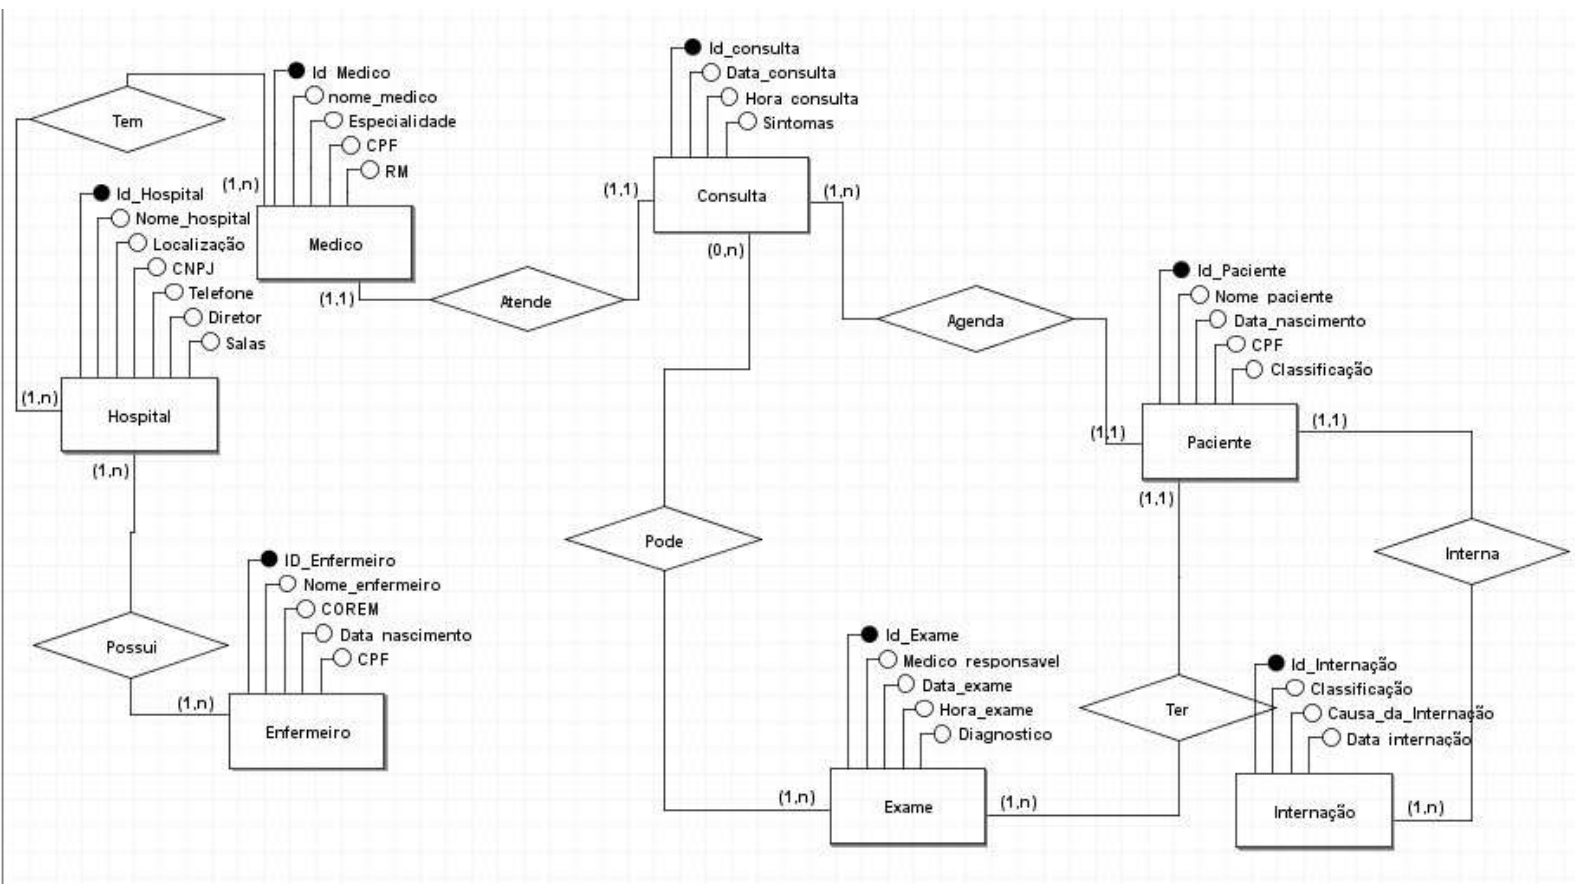 Id_consulta
Data_consulta
Hora consulta
Sintomas
(1,1)
Consulta
(1,n)
(0,n)
Tem
Id Medico
nome_medico
Especialidade
CPF
RM
(1,n)
Medico
(1,1)
Atende
Id_Hospital
Nome_hospital
Localização
CNPJ
Telefone
Diretor
Salas
(1,n)
Hospital
(1,n)
Agenda
Id_Paciente
Nome paciente
Data_nascimento
CPF
Classificação
(1,1)
Paciente
(1,1)
(1,1)
Pode
Interna
ID_Enfermeiro
Nome_enfermeiro
COREM
Data nascimento
CPF
Possui
(1,n)
Enfermeiro
Id_Exame
Medico responsavel
Data_exame
Hora_exame
Diagnostico
(1,n)
Exame
(1,n)
Ter
Id_Internação
Classificação
Causa_da_Internação
Data internação
Internação
(1,n)